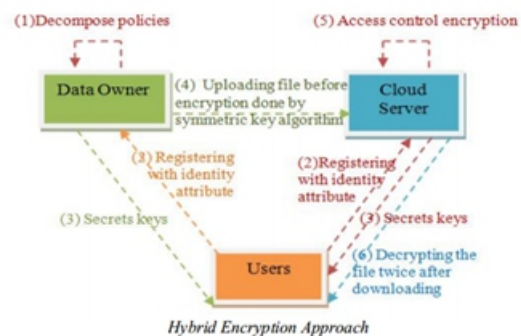 (1)Decompose policies
(5) Access control encryption
Data Owner
(4) Uploading file before
encryption done by
symmetric key algorithm
Cloud
Server
(3) Registering
with identity
attribute
(2)Registering
with identity
attribute
(3) Secrets keys
(3) Secrets keys
(6) Decrypting the
file twice after
downloading
Users
Hybrid Encryption Approach